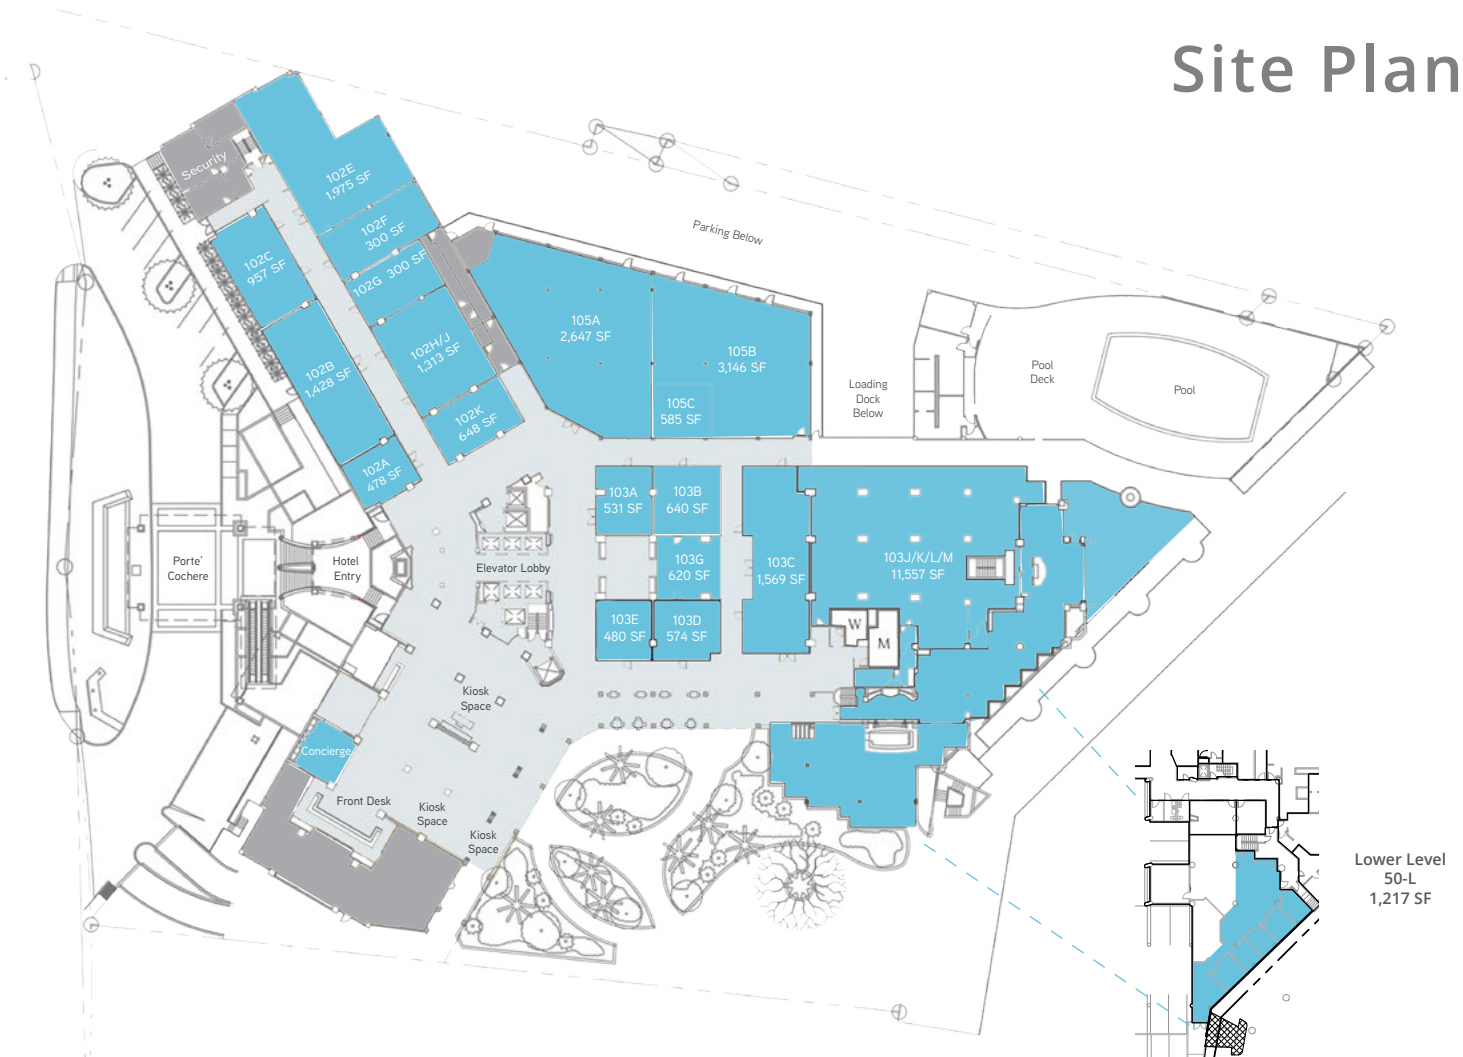 Site Plan
Security
102E
1,975 SF
102F
300 SF
102G 300 SF
102C
957 SF
102H/J
1,313 SF
102B
1,428 SF
102K
648 SF
102A
478 SF
Parking Below
105A
2,647 SF
105B
3,146 SF
105C
585 SF
Loading
Dock
Below
Pool
Deck
Pool
103A
531 SF
103B
640 SF
103G
620 SF
103E
480 SF
103D
574 SF
103C
1,569 SF
103J/K/L/M
11,557 SF
W
M
Porte'
Cochere
Hotel
Entry
Elevator Lobby
Kiosk
Space
Concierge
Front Desk
Kiosk
Space
Kiosk
Space
Lower Level
50-L
1,217 SF